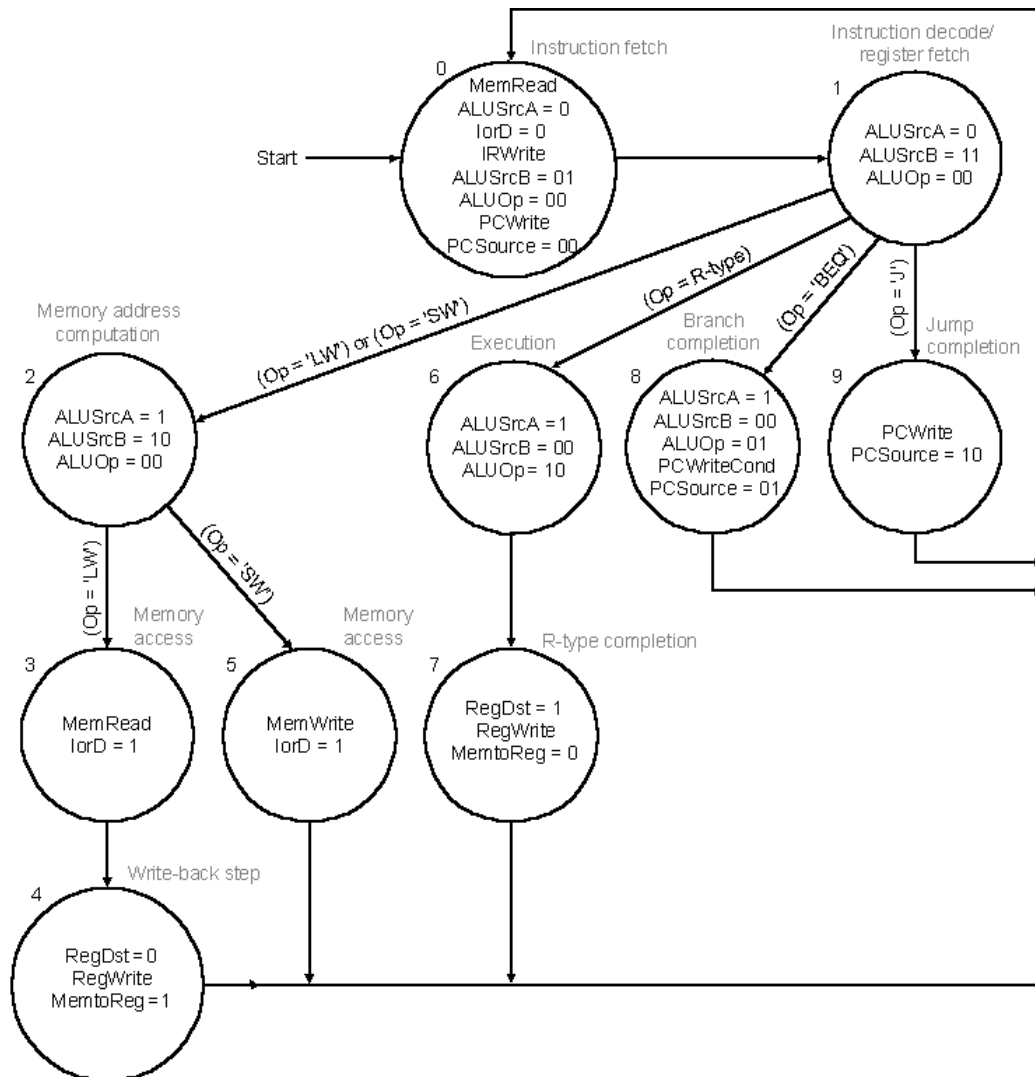 Instruction fetch
0
MemRead
ALUSrcA = 0
IorD = 0
IRWrite
ALUSrcB = 01
ALUOp = 00
PCWrite
PCSource = 00
Start
Instruction decode/
register fetch
1
ALUSrcA = 0
ALUSrcB = 11
ALUOp = 00
(Op = 'LW') or (Op = 'SW')
(Op = R-type)
(Op = 'BEQ')
(Op = 'J')
Memory address
computation
2
ALUSrcA = 1
ALUSrcB = 10
ALUOp = 00
Execution
6
ALUSrcA = 1
ALUSrcB = 00
ALUOp = 10
Branch
completion
8
ALUSrcA = 1
ALUSrcB = 00
ALUOp = 01
PCWriteCond
PCSource = 01
Jump
completion
9
PCWrite
PCSource = 10
(Op = 'LW')
(Op = 'SW')
Memory
access
3
MemRead
IorD = 1
Memory
access
5
MemWrite
IorD = 1
R-type completion
7
RegDst = 1
RegWrite
MemtoReg = 0
Write-back step
4
RegDst = 0
RegWrite
MemtoReg = 1